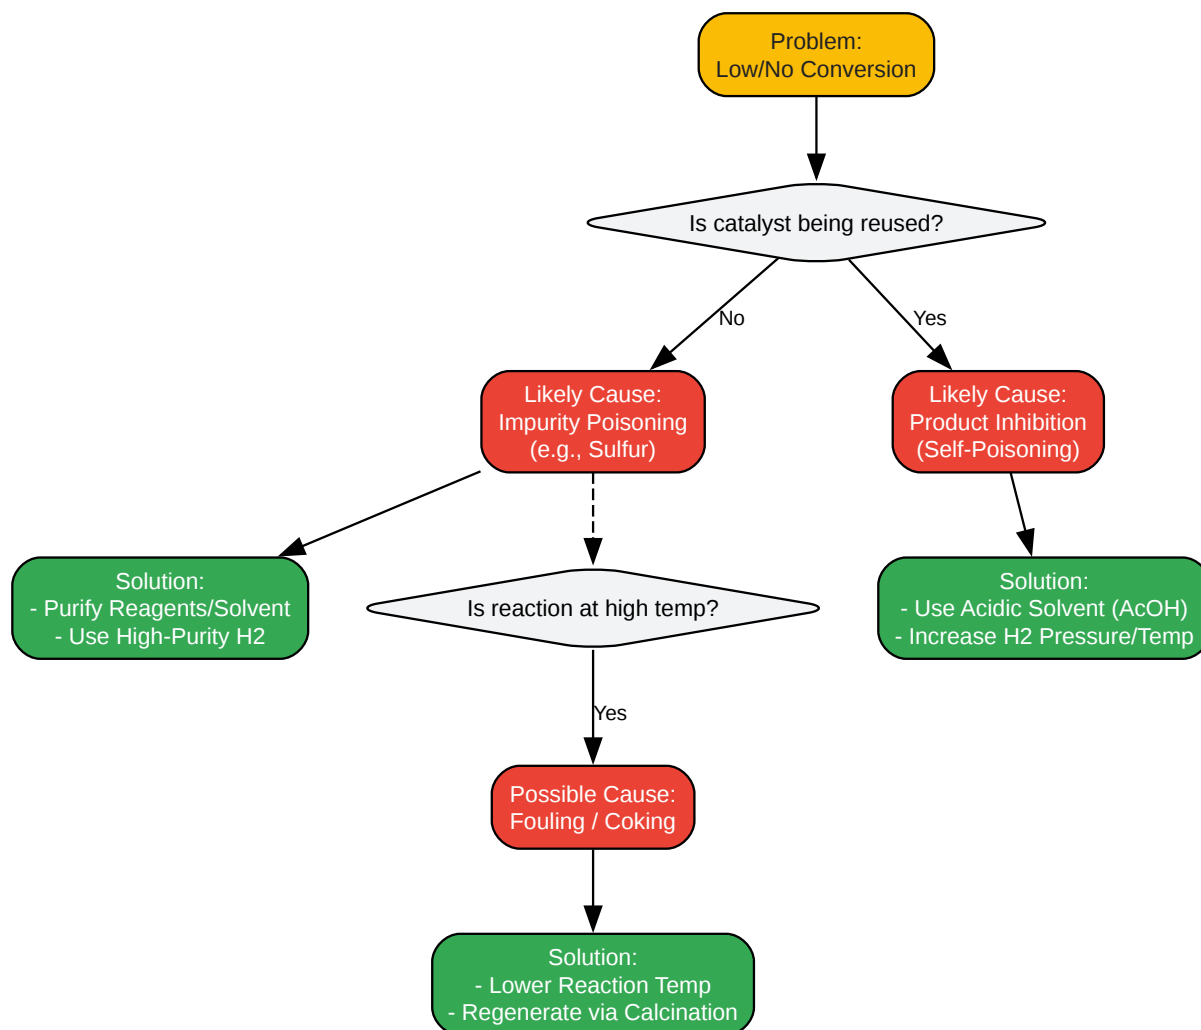 Problem:
Low/No Conversion
Is catalyst being reused?
No
Yes
Likely Cause:
Impurity Poisoning
(e.g., Sulfur)
Likely Cause:
Product Inhibition
(Self-Poisoning)
Solution:
- Purify Reagents/Solvent
- Use High-Purity H2
Is reaction at high temp?
Solution:
- Use Acidic Solvent (AcOH)
- Increase H2 Pressure/Temp
Yes
Possible Cause:
Fouling / Coking
Solution:
- Lower Reaction Temp
- Regenerate via Calcination